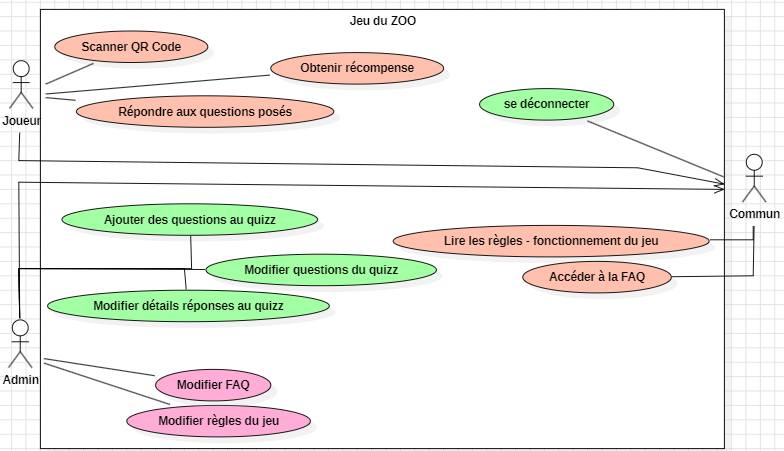 Jeu du ZOO
Scanner QR Code
Obtenir récompense
Joueur
Répondre aux questions posés
se déconnecter
Commun
Ajouter des questions au quizz
Lire les règles - fonctionnement du jeu
Modifier questions du quizz
Accéder à la FAQ
Modifier détails réponses au quizz
Admin
Modifier FAQ
Modifier règles du jeu